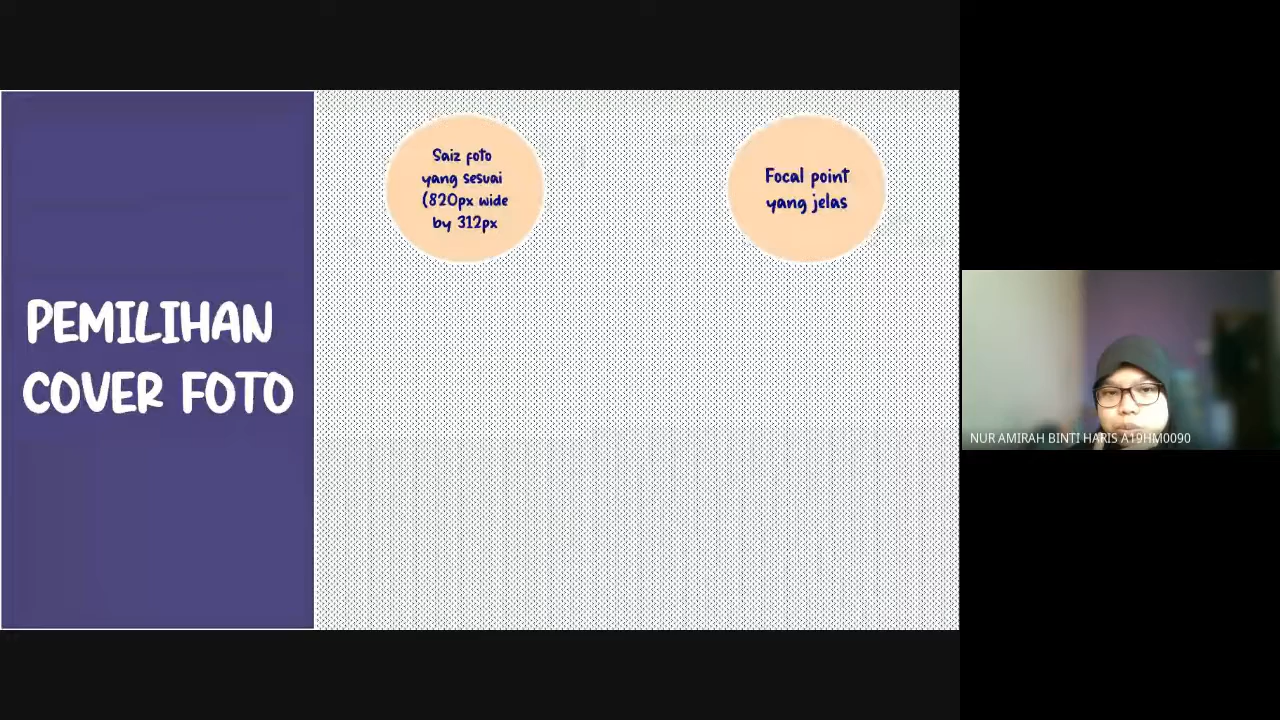 PEMILIHAN
COVER FOTO
Saiz foto
yang sesuai
(820px wide
by 312px
Focal point
yang jelas
NUR AMIRAH BINTI HARIS A19HM0090